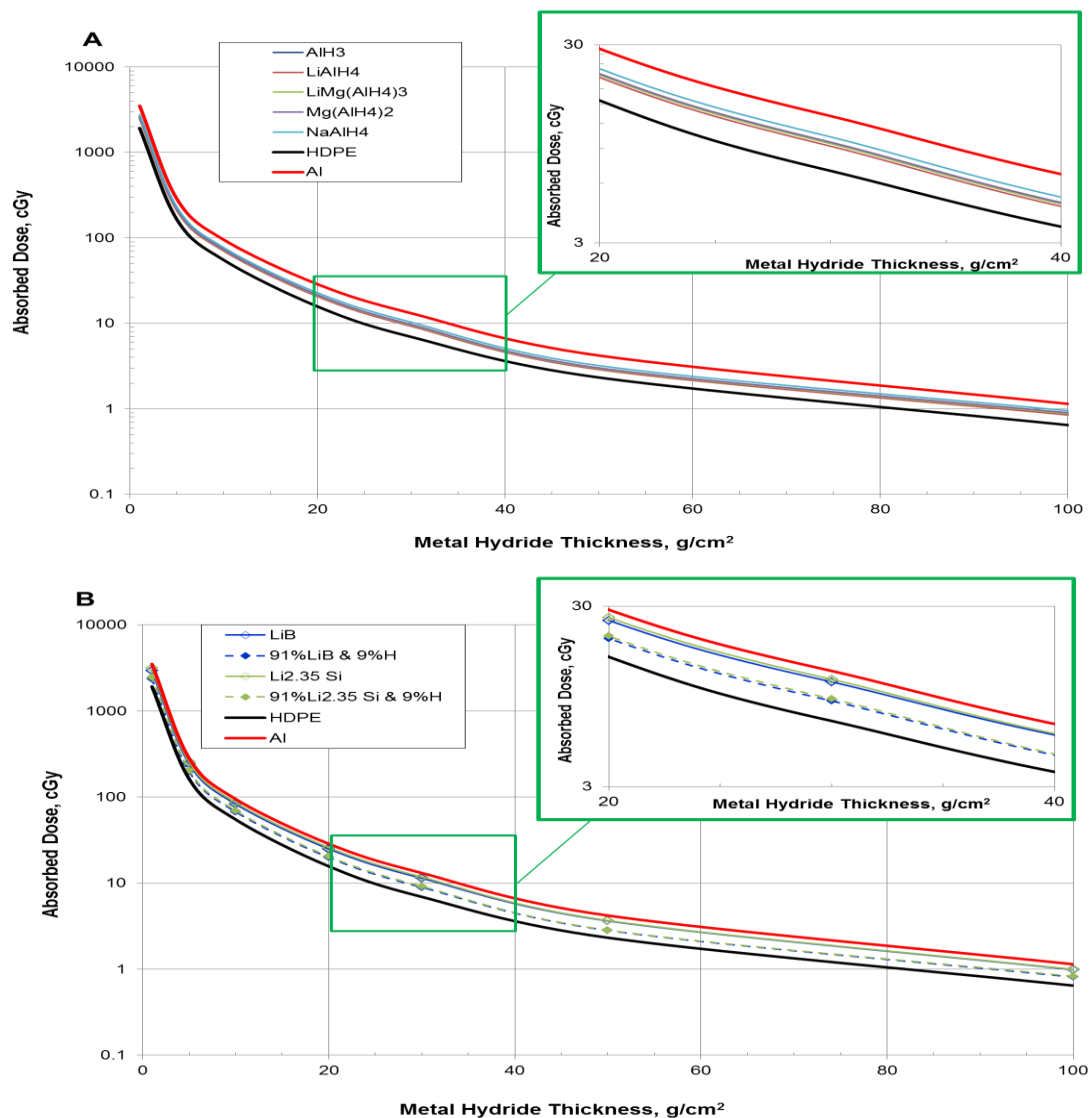 A
AlH3
LiAlH4
LiMg(AlH4)3
Mg(AlH4)2
NaAlH4
HDPE
Al
10000
1000
100
10
1
0.1
Absorbed Dose, cGy
0
20
40
60
80
100
Metal Hydride Thickness, g/cm²
30
3
Absorbed Dose, cGy
20
40
Metal Hydride Thickness, g/cm²
B
LiB
91%LiB & 9%H
Li2.35 Si
91%Li2.35 Si & 9%H
HDPE
Al
10000
1000
100
10
1
0.1
Absorbed Dose, cGy
0
20
40
60
80
100
Metal Hydride Thickness, g/cm²
30
3
Absorbed Dose, cGy
20
40
Metal Hydride Thickness, g/cm²